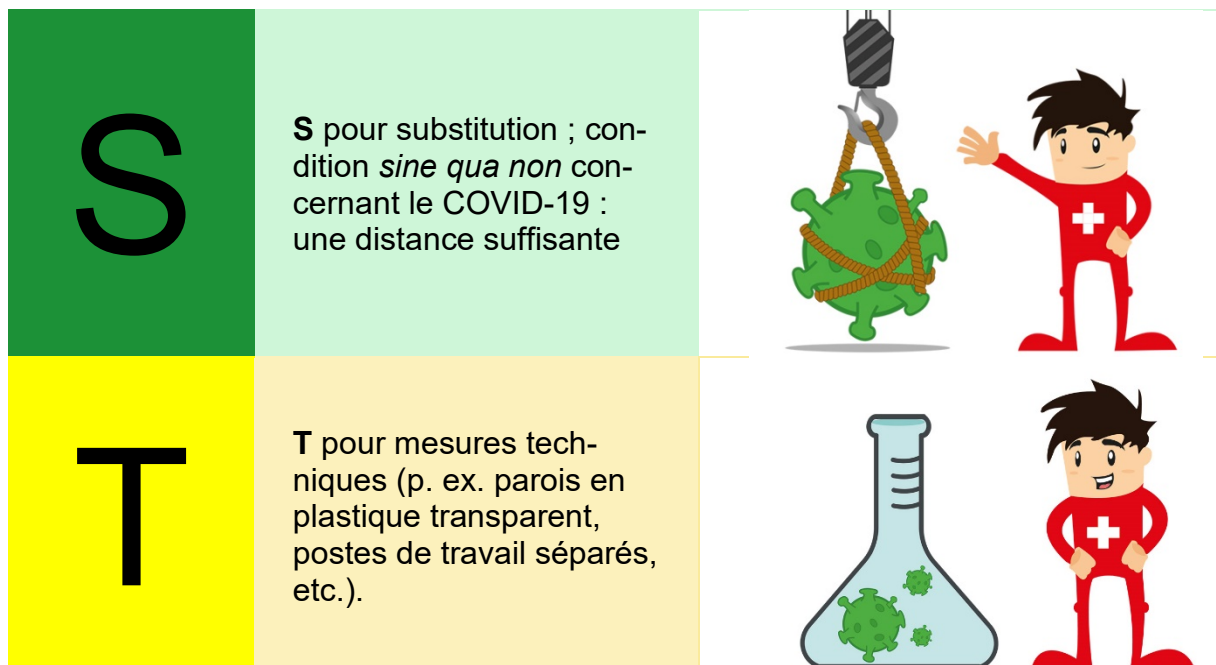 S
S pour substitution ; con-
dition sine qua non con-
cernant le COVID-19 :
une distance suffisante
T
T pour mesures tech-
niques (p. ex. parois en
plastique transparent,
postes de travail séparés,
etc.).